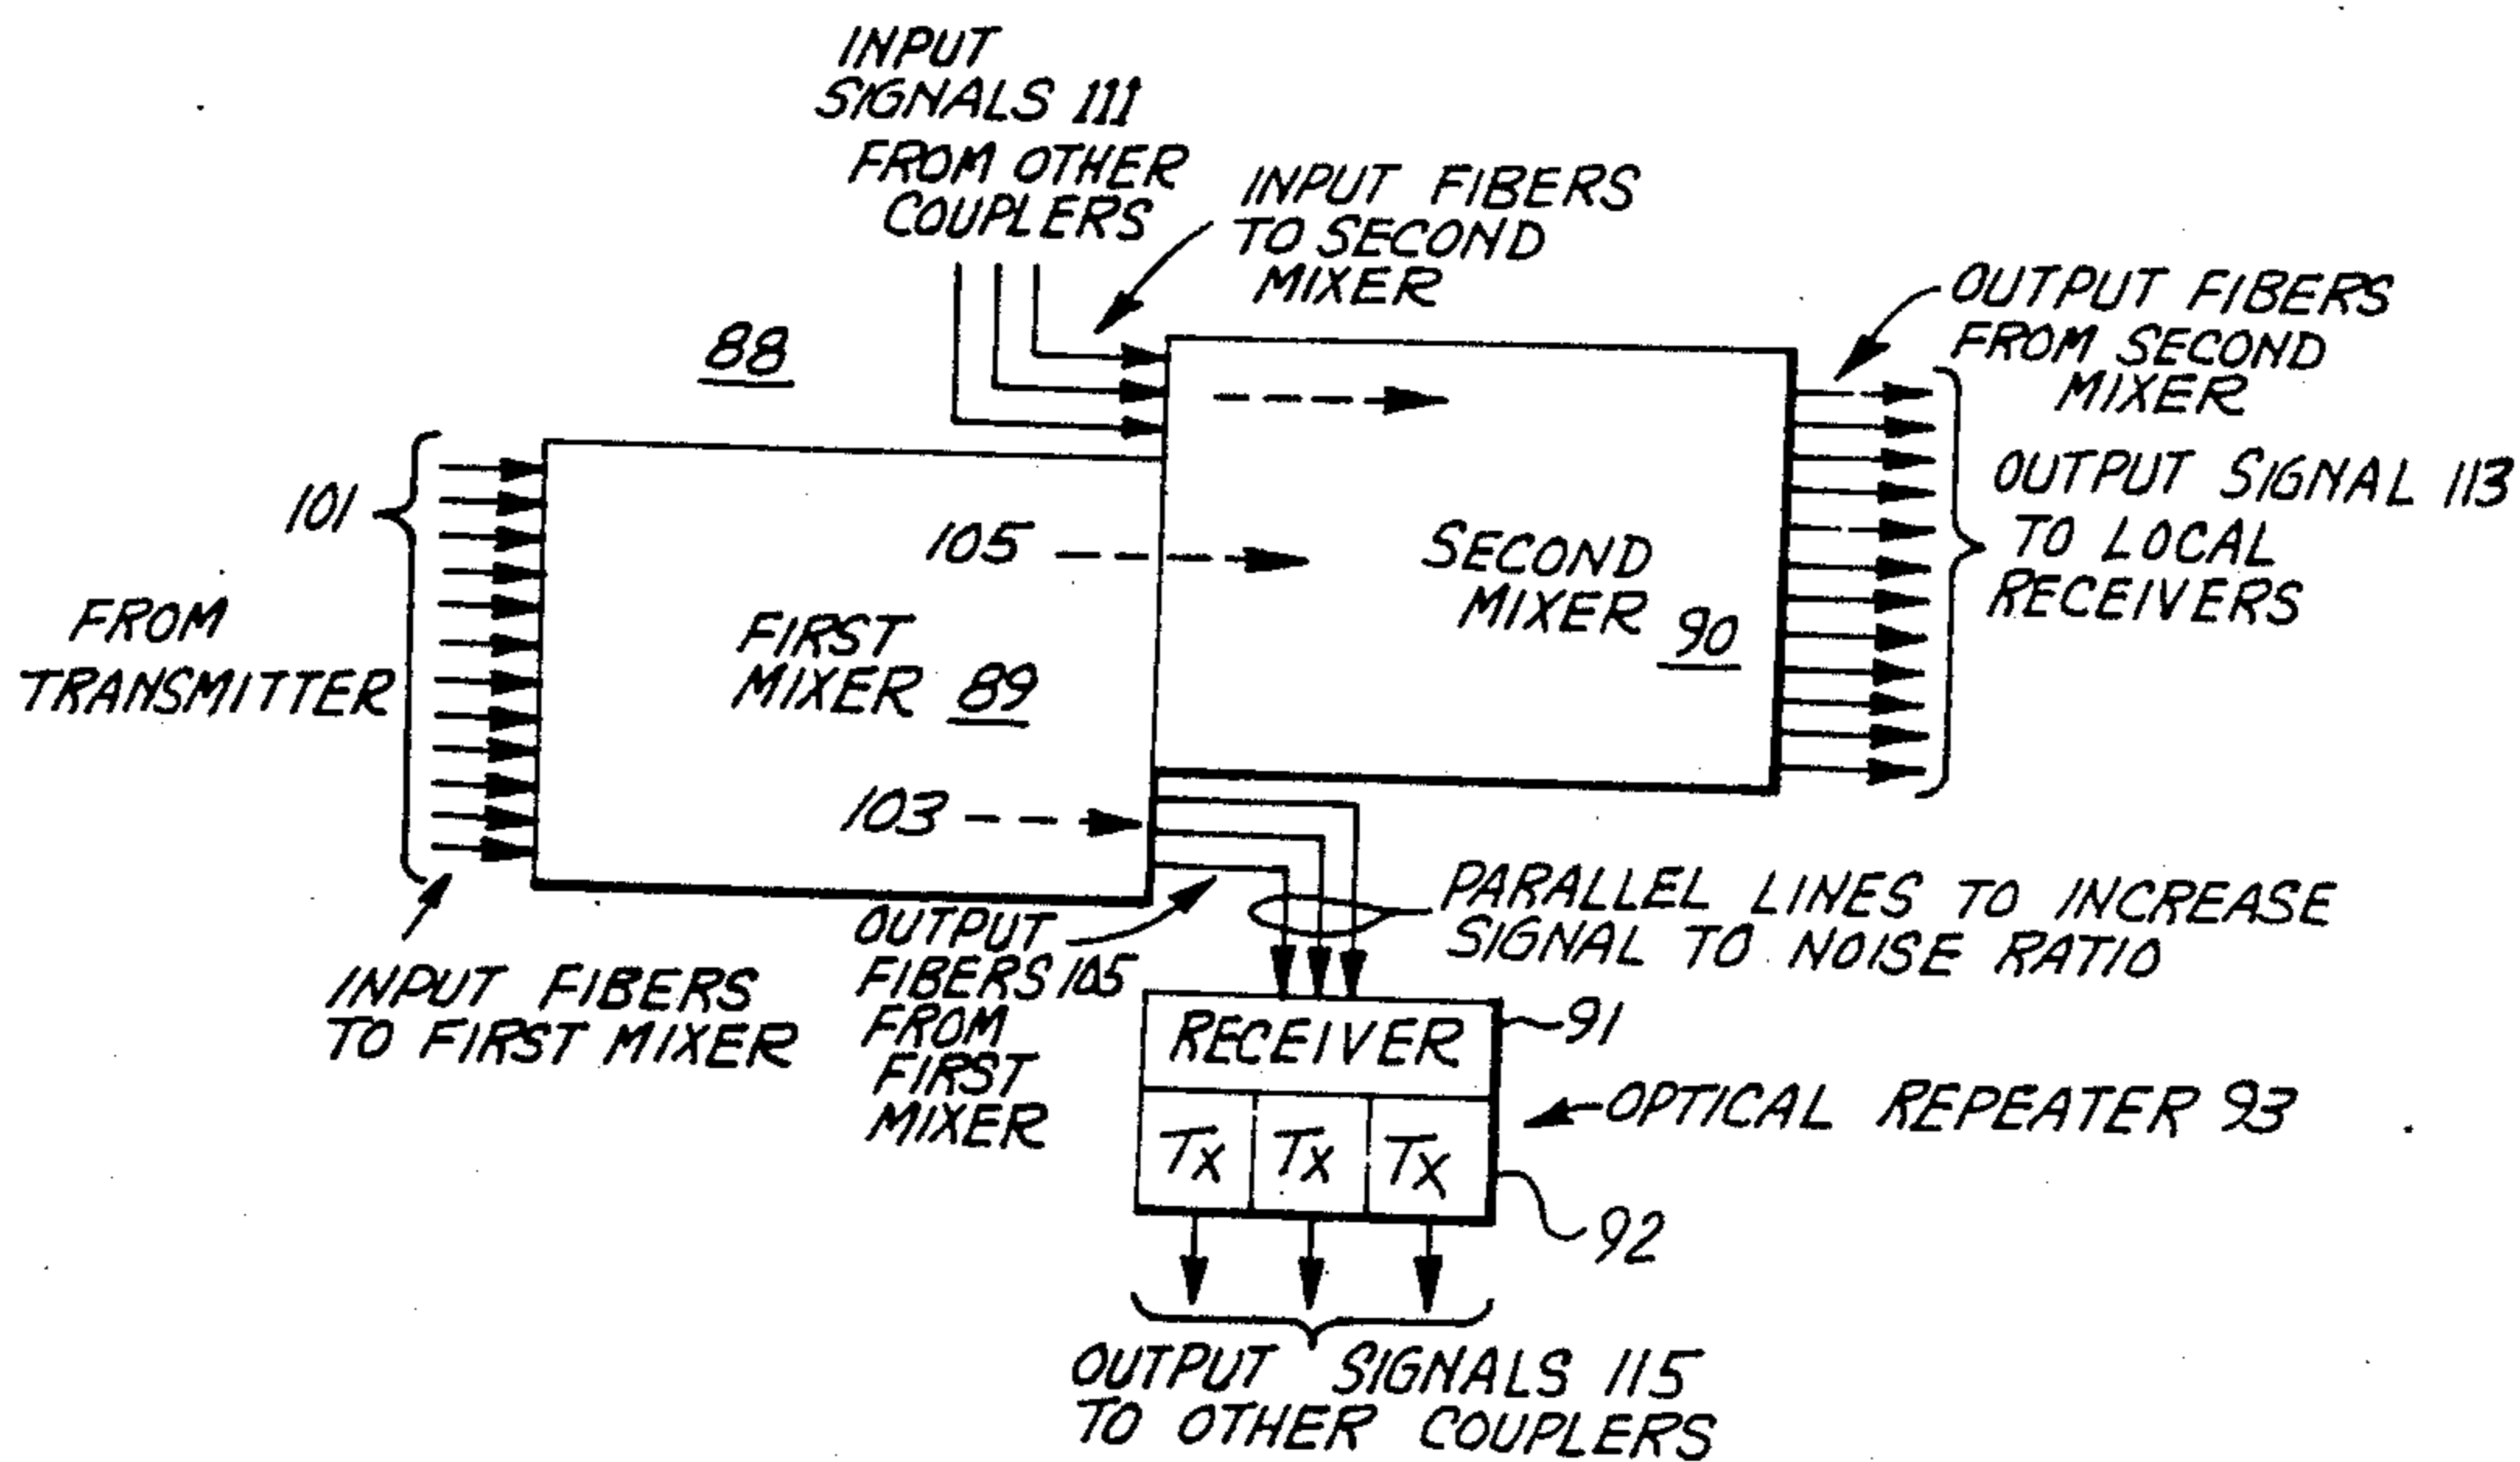 INPUT
SIGNALS 111
FROM OTHER
COUPLERS
INPUT FIBERS
TO SECOND
MIXER
OUTPUT FIBERS
FROM SECOND
MIXER
88
101
OUTPUT SIGNAL 113
TO LOCAL
RECEIVERS
105
SECOND
MIXER 90
FROM
TRANSMITTER
FIRST
MIXER 89
103
PARALLEL LINES TO INCREASE
SIGNAL TO NOISE RATIO
INPUT FIBERS
TO FIRST MIXER
OUTPUT
FIBERS 105
FROM
FIRST
MIXER
RECEIVER
91
OPTICAL REPEATER 93
Tx Tx Tx
92
OUTPUT SIGNALS 115
TO OTHER COUPLERS